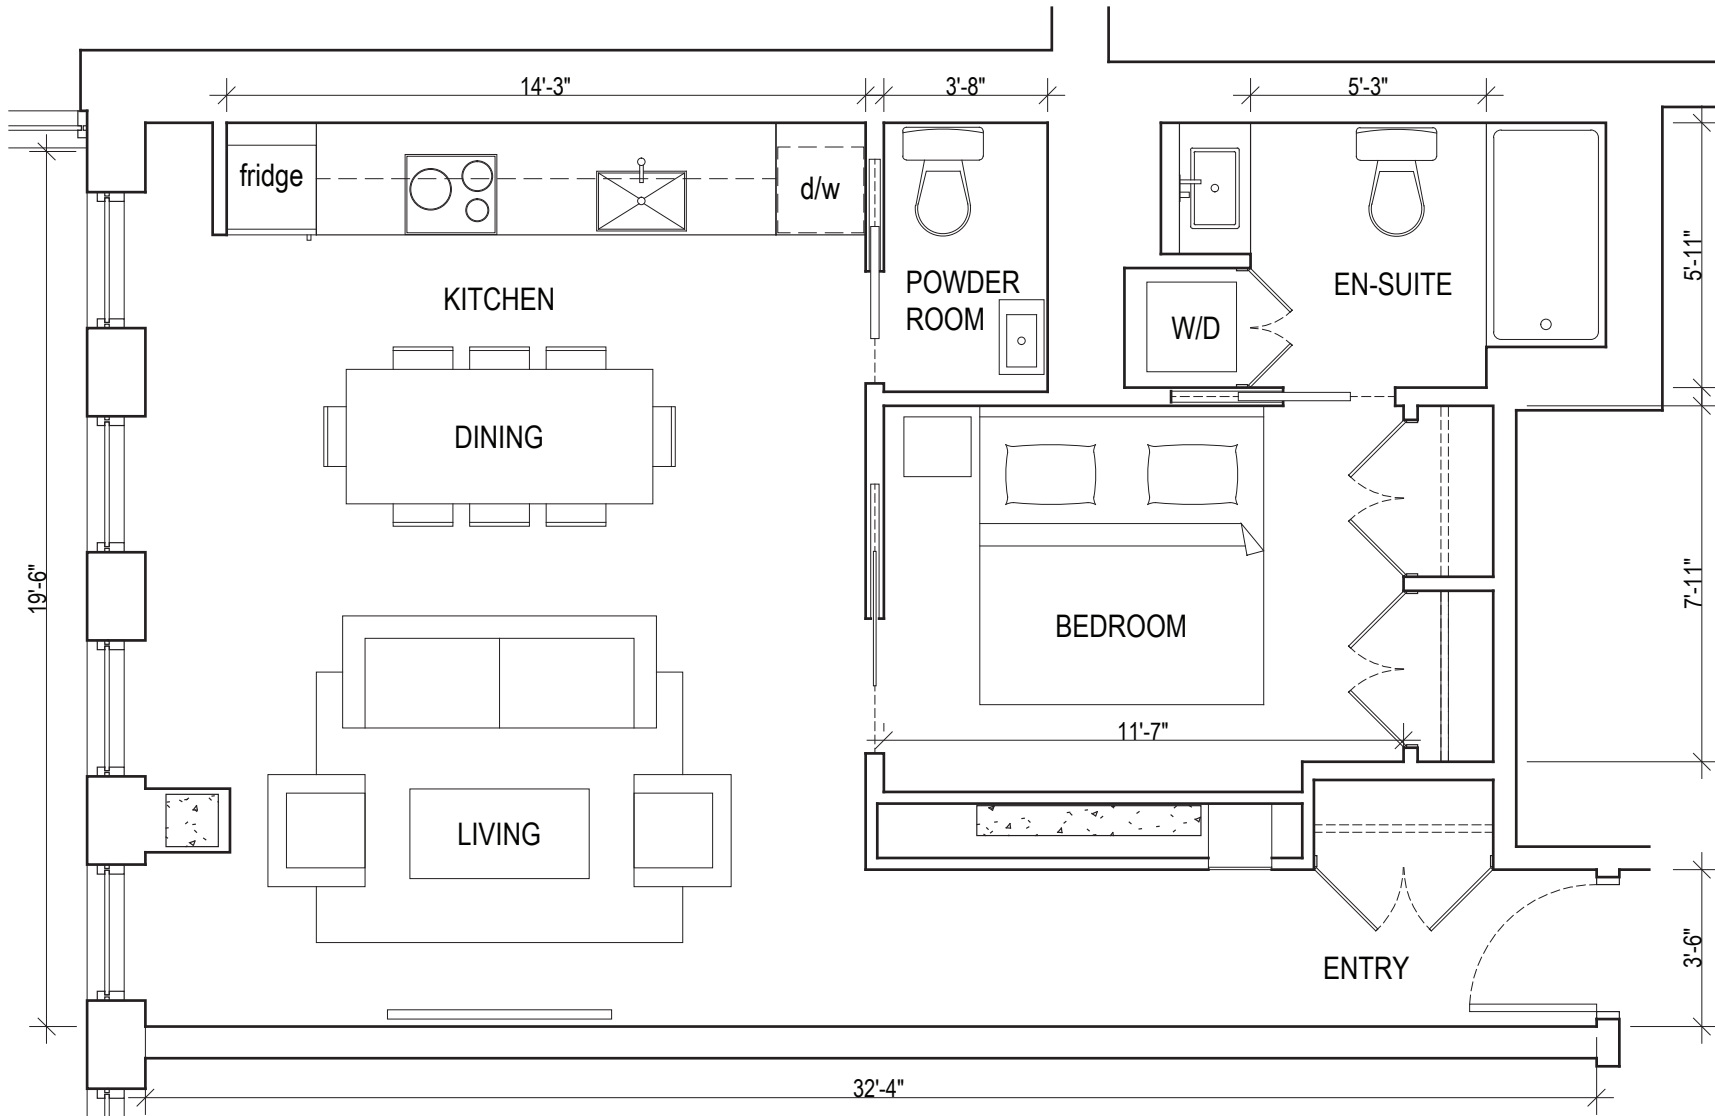 14'-3"
3'-8"
5'-3"
fridge
d/w
KITCHEN
POWDER
ROOM
EN-SUITE
W/D
5'-11"
DINING
19'-6"
BEDROOM
7'-11"
11'-7"
LIVING
ENTRY
3'-6"
32'-4"